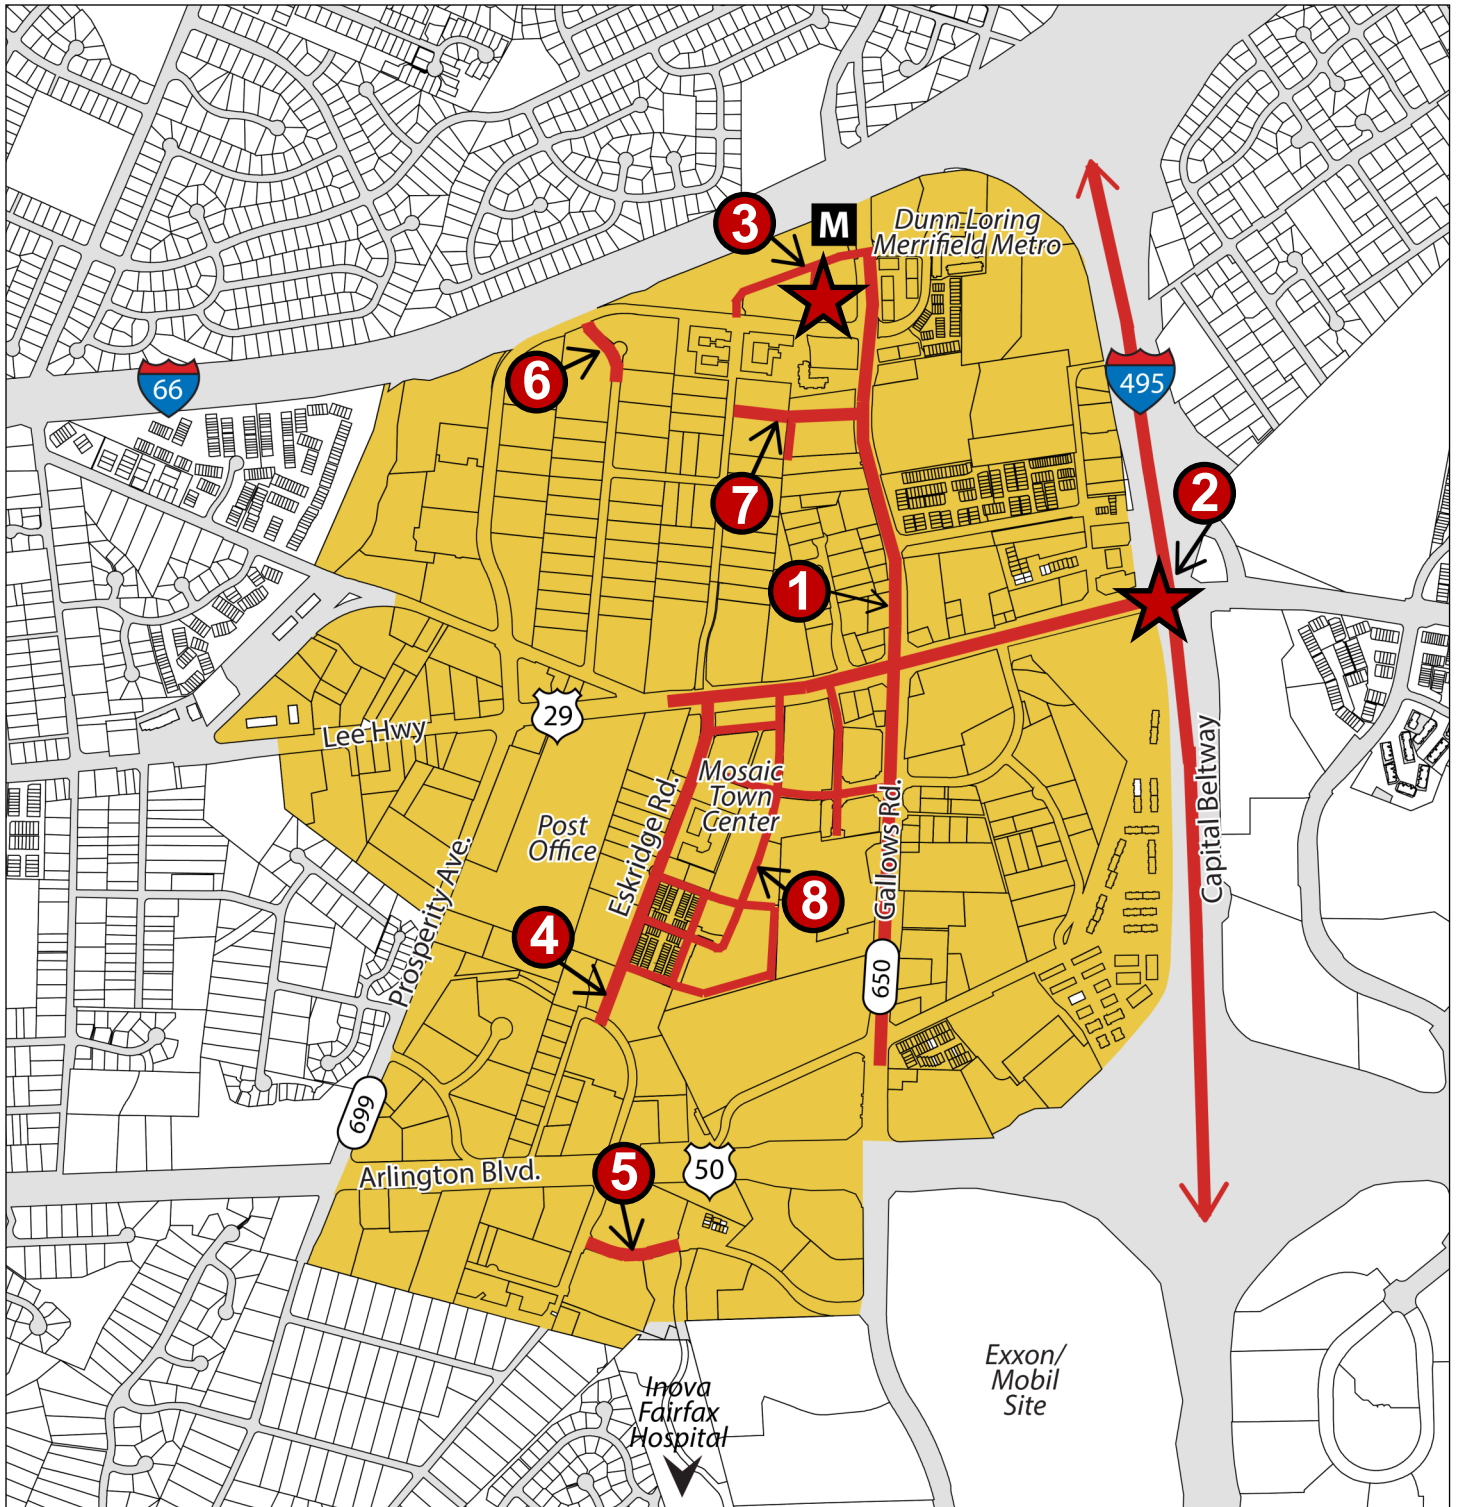 3
M
Dunn Loring
Merrifield Metro
66
6
495
7
2
1
29
Lee Hwy
Mosaic
Town
Center
Post
Office
Eskridge Rd.
Gallows Rd.
Capital Beltway
Prosperity Ave.
8
4
650
699
Arlington Blvd.
5
50
Exxon/
Mobil
Site
Inova
Fairfax
Hospital